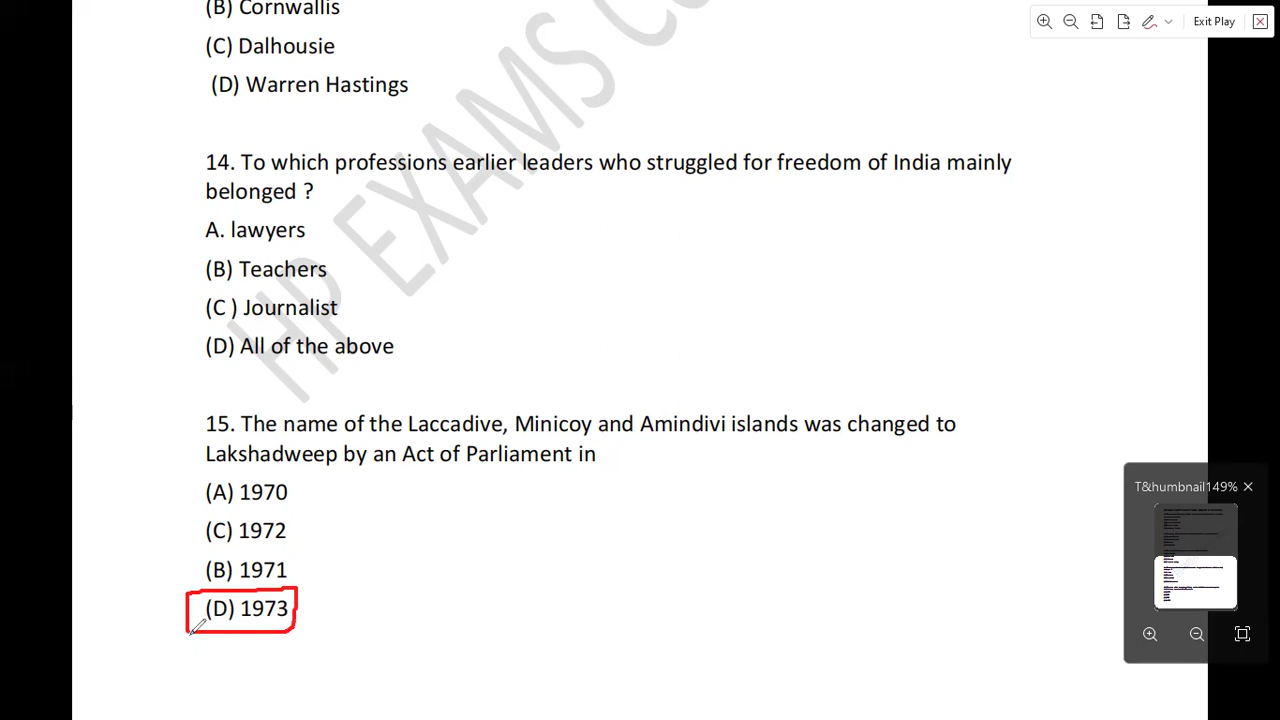 (B) Cornwallis
Exit Play
(C) Dalhousie
(D) Warren Hastings
HP EXAMS CO
14. To which professions earlier leaders who struggled for freedom of India mainly
belonged ?
A. lawyers
(B) Teachers
(C ) Journalist
(D) All of the above
15. The name of the Laccadive, Minicoy and Amindivi islands was changed to
Lakshadweep by an Act of Parliament in
(A) 1970
(C) 1972
(B) 1971
(D) 1973
T&humbnail149%